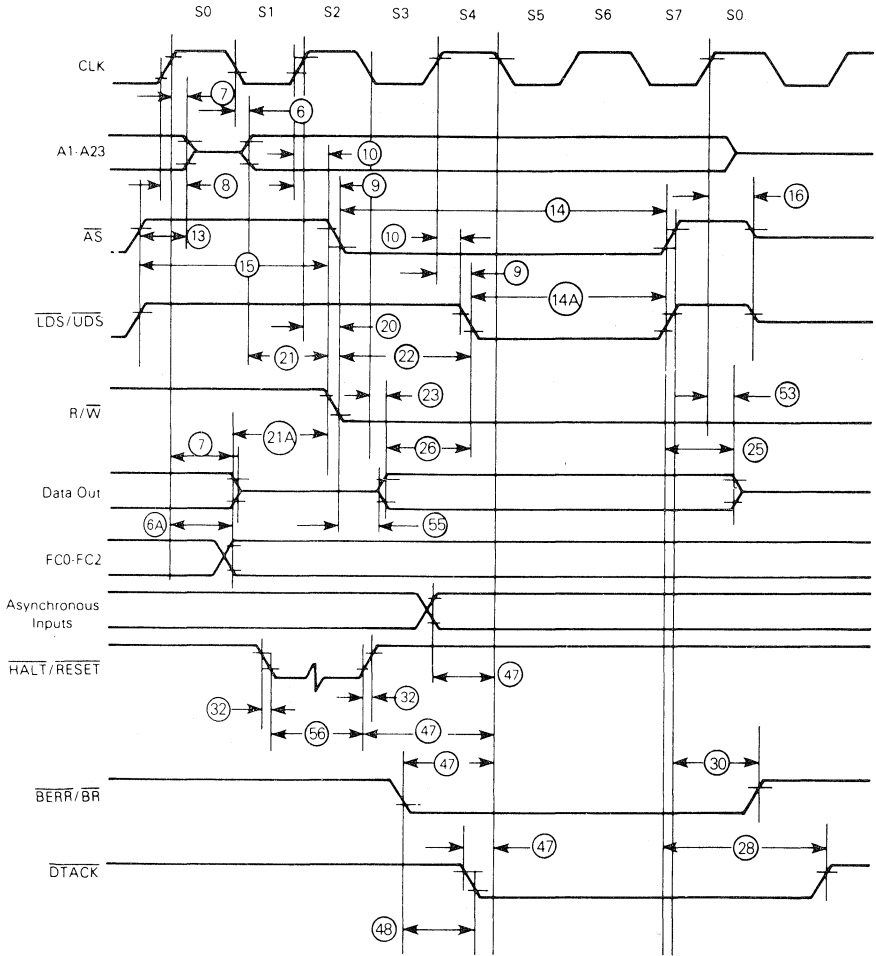 S0 S1 S2 S3 S4 S5 S6 S7 S0.
CLK
7
6
A1-A23
10
8 9
14 16
10
AS
13
15
9
14A
LDS/UDS
20
21 22
23 53
R/W
21A
7 26 25
Data Out
6A 55
FC0-FC2
Asynchronous
Inputs
HALT/RESET
47
32 32
56 47
47 30
BERR/BR
47 28
DTACK
48